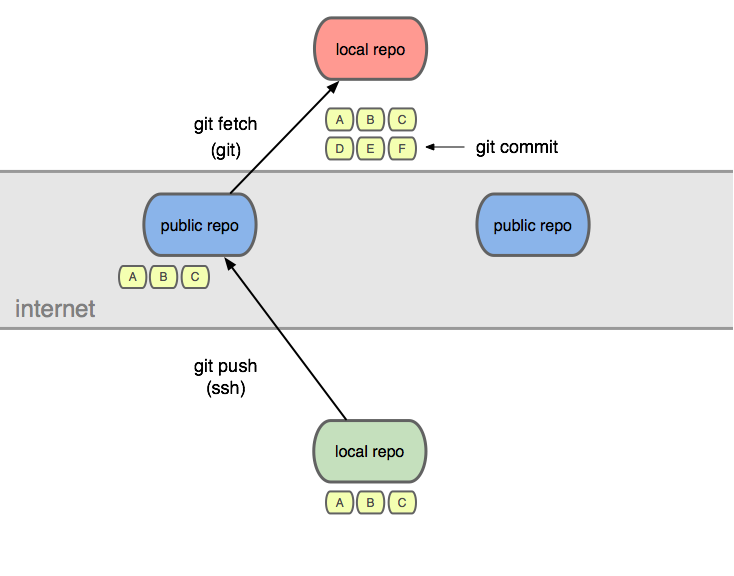 local repo
A B C
D E F
git commit
git fetch
(git)
public repo
public repo
A B C
internet
git push
(ssh)
local repo
A B C